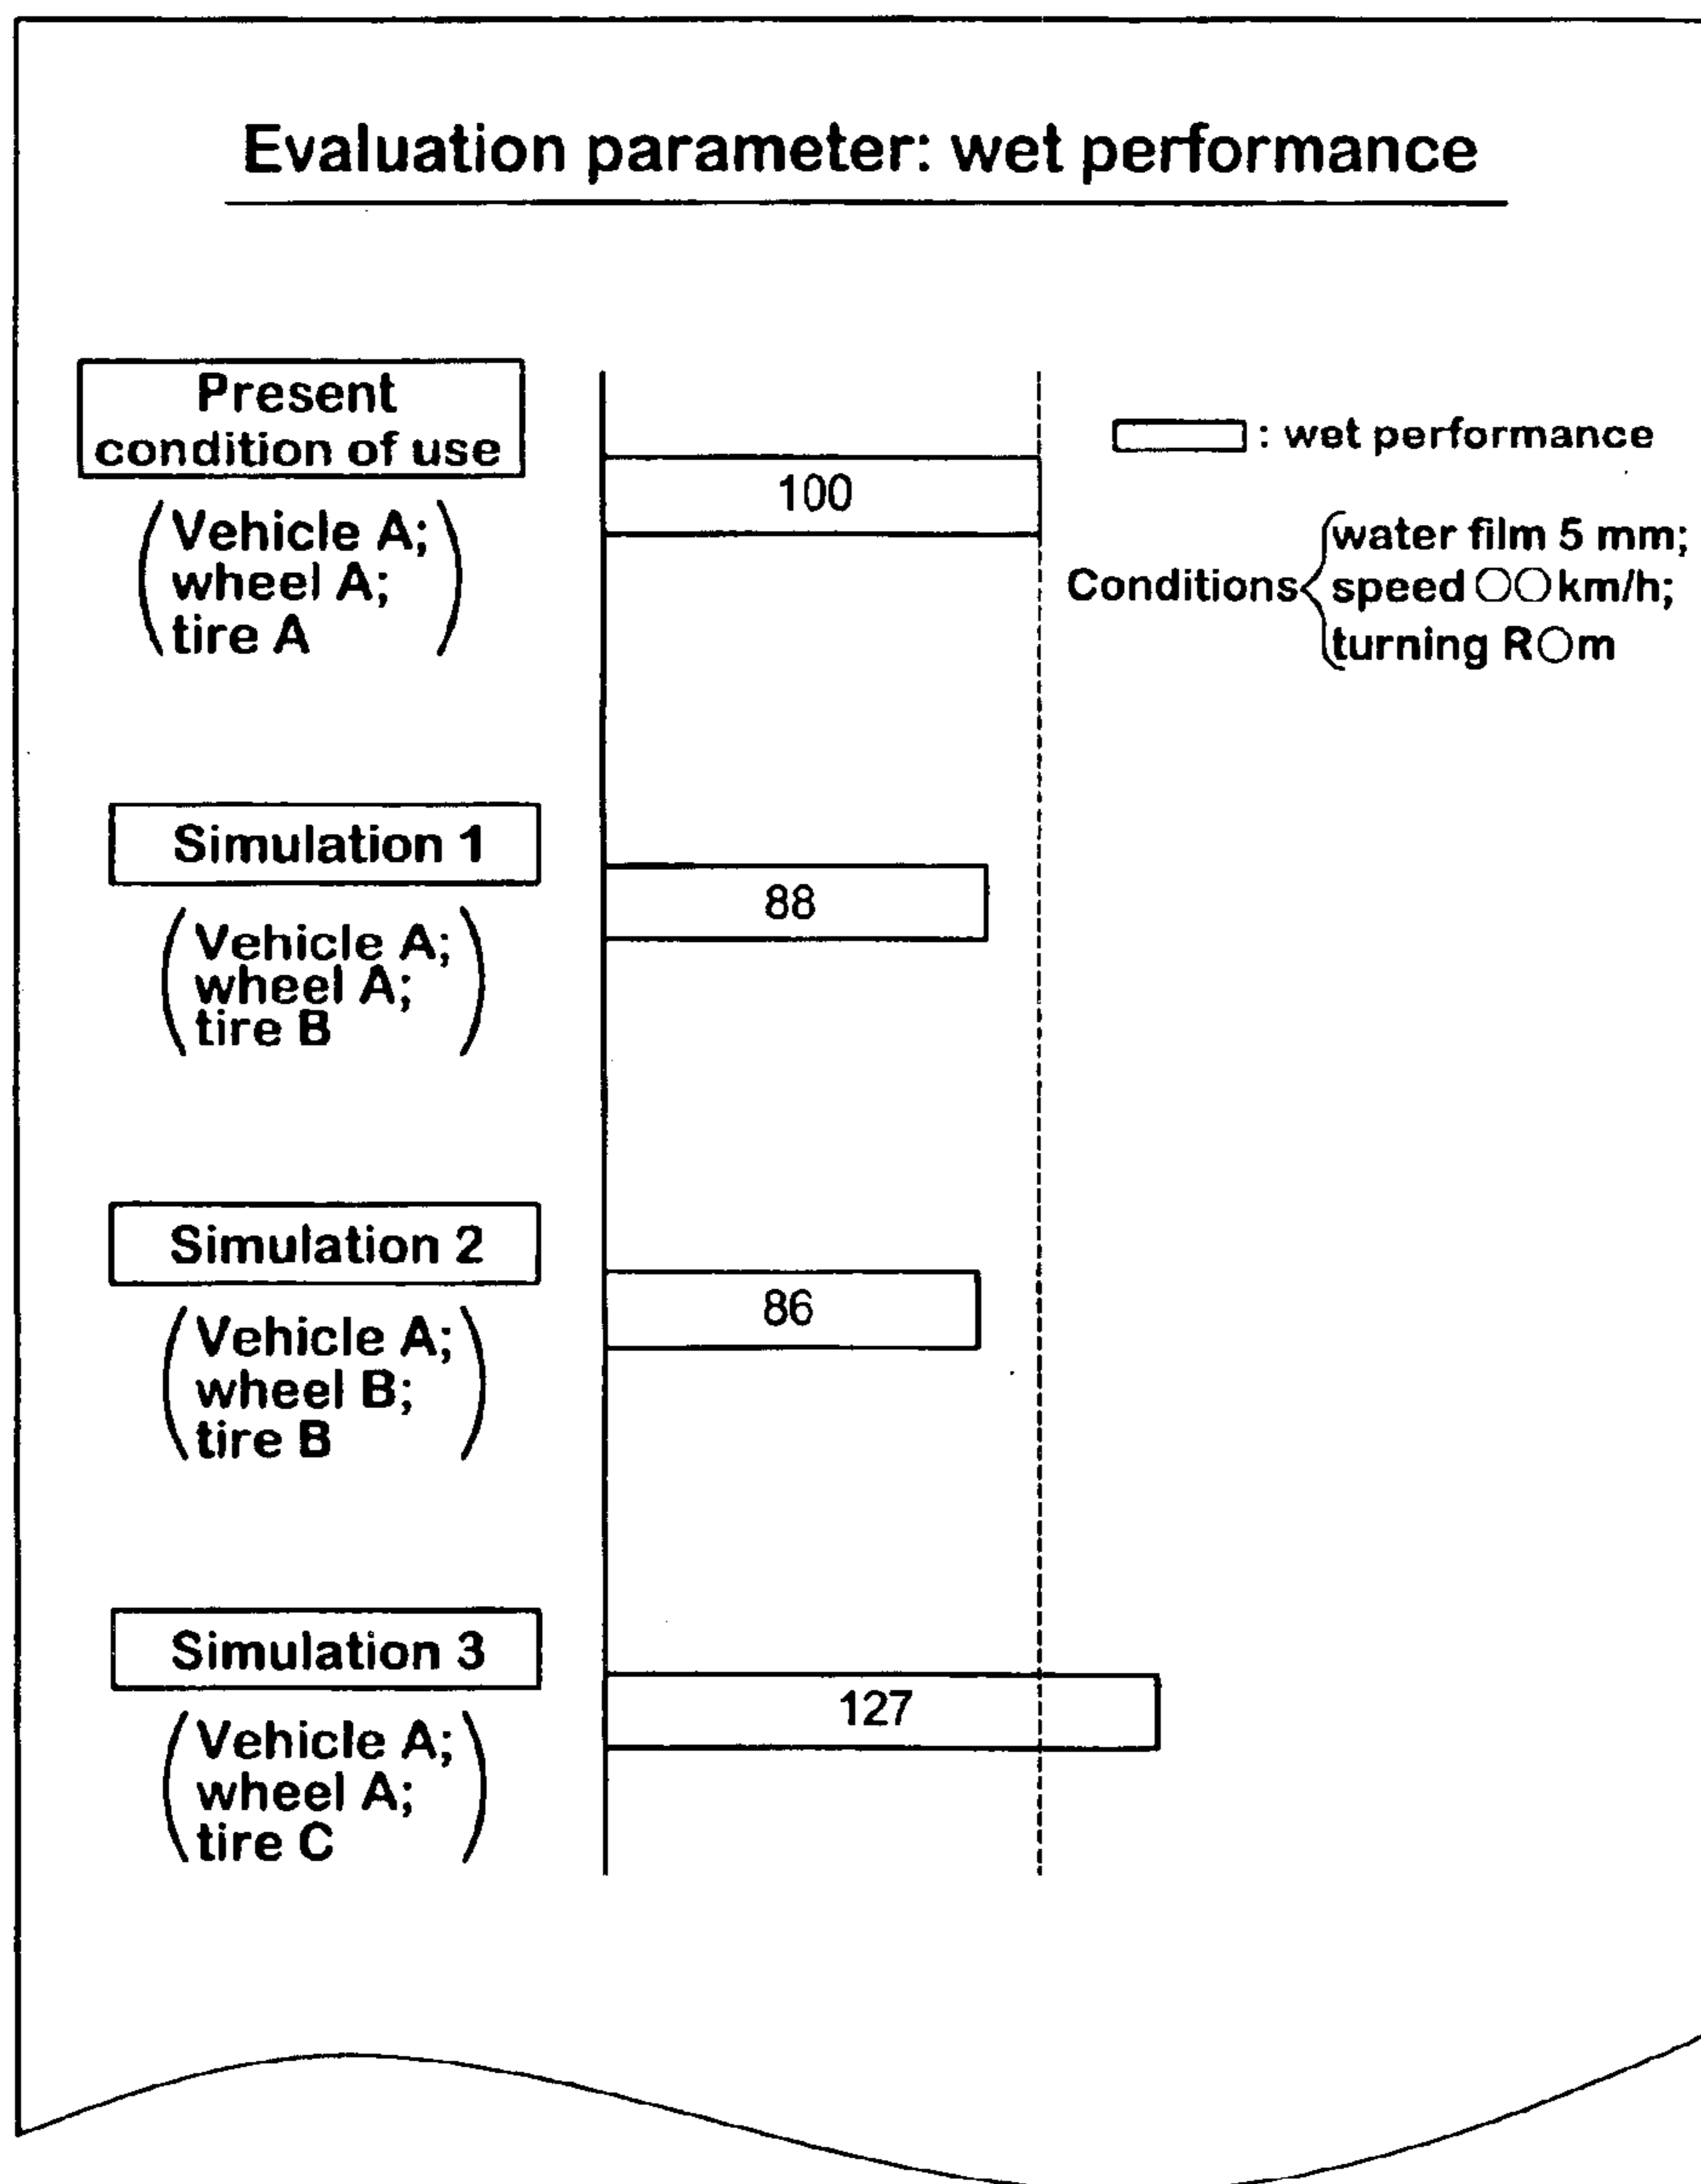 Evaluation parameter: wet performance
Present
condition of use
(Vehicle A;
wheel A;
tire A)
100
: wet performance
Conditions
water film 5 mm;
speed ○○km/h;
turning R○m
Simulation 1
(Vehicle A;
wheel A;
tire B)
88
Simulation 2
(Vehicle A;
wheel B;
tire B)
86
Simulation 3
(Vehicle A;
wheel A;
tire C)
127